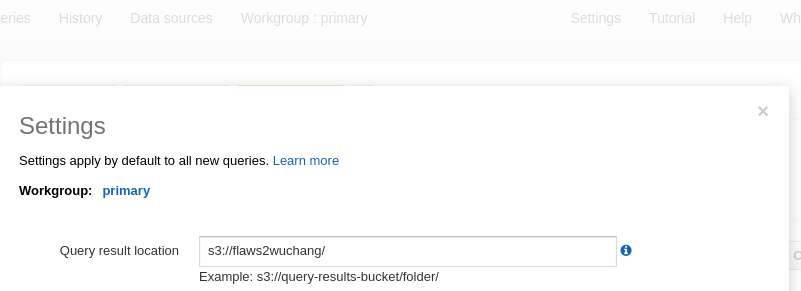 eries History Data sources Workgroup : primary Settings Tutorial Help Wh
Settings ×
Settings apply by default to all new queries. Learn more
Workgroup: primary
Query result location s3://flaws2wuchang/
Example: s3://query-results-bucket/folder/